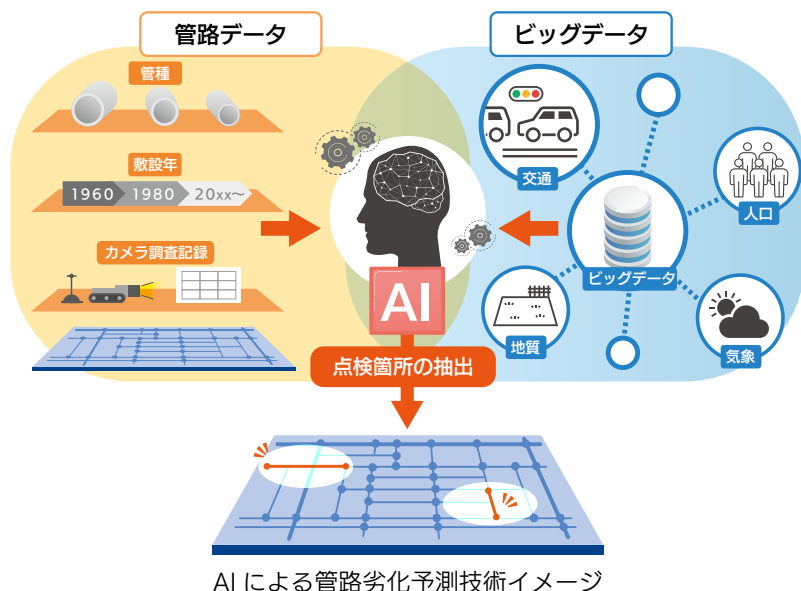 管路データ
ビッグデータ
管種
敷設年
1960 1980 20xx～
カメラ調査記録
交通
人口
ビッグデータ
地質
気象
AI
点検箇所の抽出
AIによる管路劣化予測技術イメージ